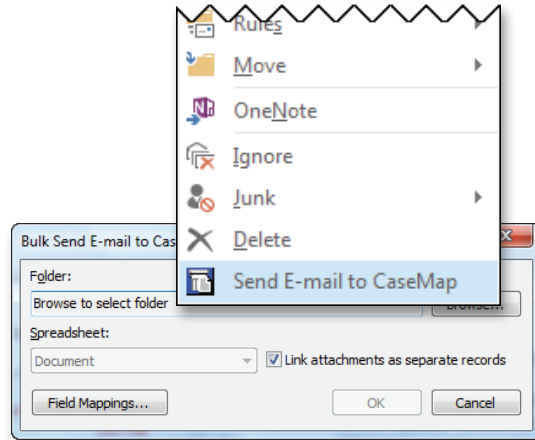 Rules
Move
OneNote
Ignore
Junk
Delete
Send E-mail to CaseMap
Bulk Send E-mail to Cas
Folder:
Browse to select folder
Browse...
Spreadsheet:
Document
Link attachments as separate records
Field Mappings...
OK
Cancel